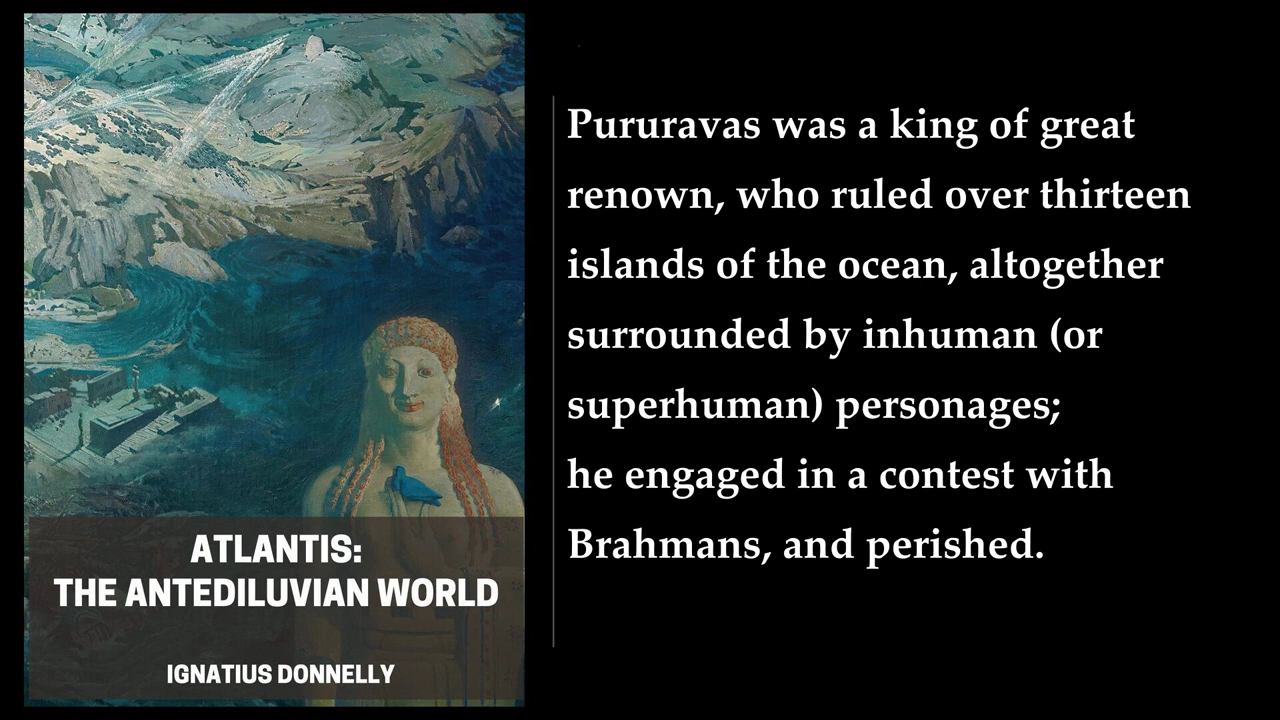 ATLANTIS:
THE ANTEDILUVIAN WORLD
IGNATIUS DONNELLY
Pururavas was a king of great
renown, who ruled over thirteen
islands of the ocean, altogether
surrounded by inhuman (or
superhuman) personages;
he engaged in a contest with
Brahmans, and perished.